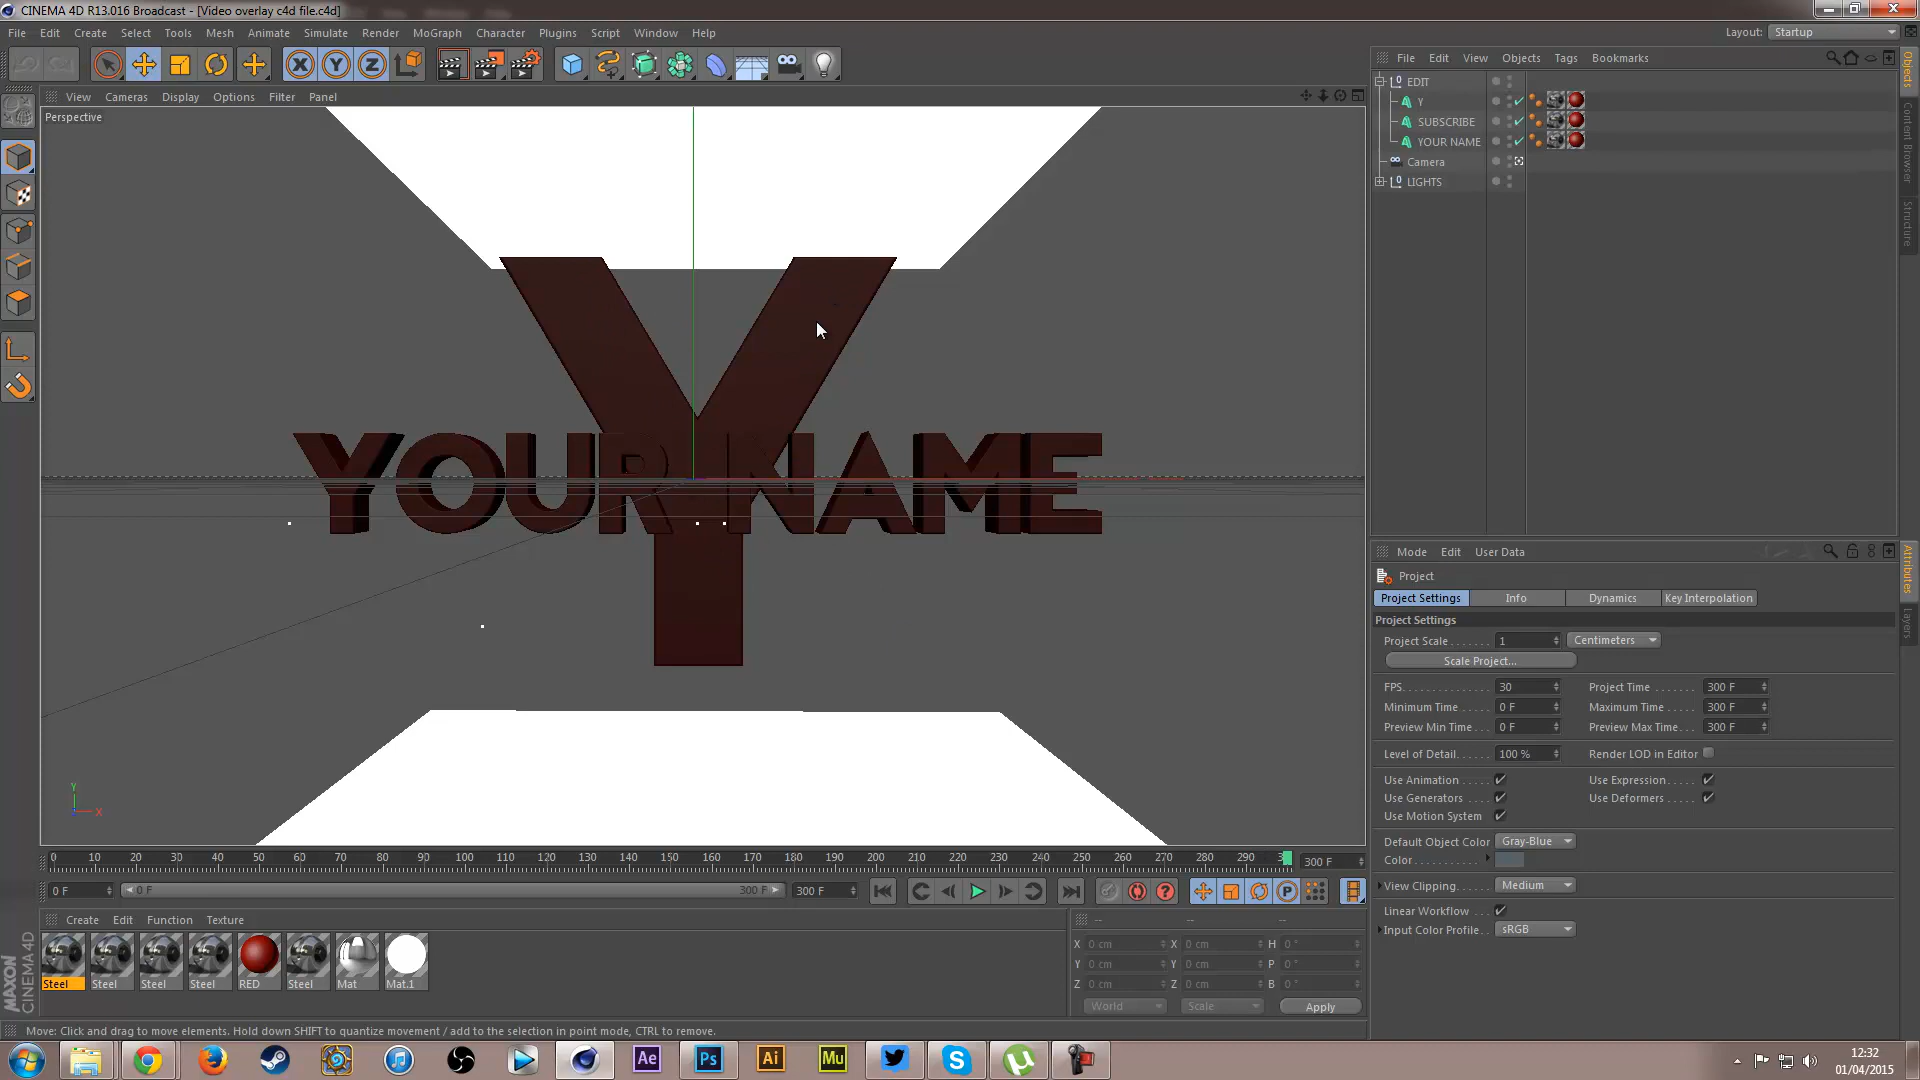 CINEMA 4D R13.016 Broadcast - [Video overlay c4d file.c4d]
File Edit Create Select Tools Mesh Animate Simulate Render MoGraph Character Plugins Script Window Help
Layout: Startup
View Cameras Display Options Filter Panel
Perspective
YOUR NAME
Y
Y
X
0 10 20 30 40 50 60 70 80 90 100 110 120 130 140 150 160 170 180 190 200 210 220 230 240 250 260 270 280 290
300 F
0 F 0 F 300 F 300 F
Create Edit Function Texture
Steel Steel Steel Steel RED Steel Mat Mat.1
MAXON
CINEMA 4D
-- -- --
X 0 cm X 0 cm H 0 °
Y 0 cm Y 0 cm P 0 °
Z 0 cm Z 0 cm B 0 °
World Scale Apply
Move: Click and drag to move elements. Hold down SHIFT to quantize movement / add to the selection in point mode, CTRL to remove.
File Edit View Objects Tags Bookmarks
EDIT
Y
SUBSCRIBE
YOUR NAME
Camera
LIGHTS
Objects
Content Browser
Structure
Mode Edit User Data
Project
Project Settings Info Dynamics Key Interpolation
Project Settings
Project Scale 1 Centimeters
Scale Project...
FPS 30 Project Time 300 F
Minimum Time 0 F Maximum Time 300 F
Preview Min Time 0 F Preview Max Time 300 F
Level of Detail 100 % Render LOD in Editor
Use Animation Use Expression
Use Generators Use Deformers
Use Motion System
Default Object Color Gray-Blue
Color
View Clipping Medium
Linear Workflow
Input Color Profile sRGB
Attributes
Layers
Ae Ps Ai Mu
12:32
01/04/2015